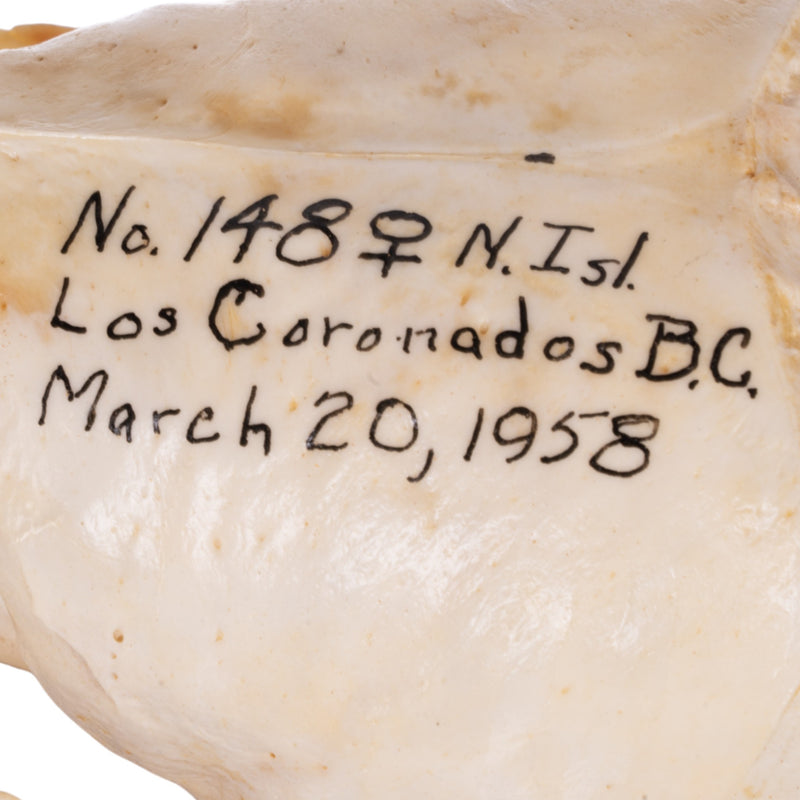 No. 148 ♀ N. Isl.
Los Coronados B.C.
March 20, 1958